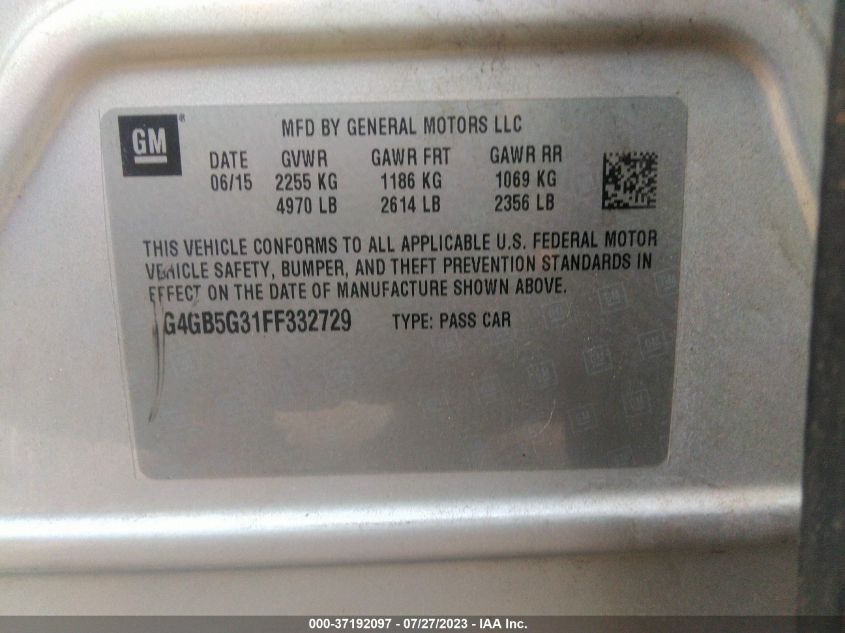 GM ®
MFD BY GENERAL MOTORS LLC
DATE GVWR GAWR FRT GAWR RR
06/15 2255 KG 1186 KG 1069 KG
4970 LB 2614 LB 2356 LB
THIS VEHICLE CONFORMS TO ALL APPLICABLE U.S. FEDERAL MOTOR
VEHICLE SAFETY, BUMPER, AND THEFT PREVENTION STANDARDS IN
EFFECT ON THE DATE OF MANUFACTURE SHOWN ABOVE.
G4GB5G31FF332729 TYPE: PASS CAR
000-37192097 - 07/27/2023 - IAA Inc.